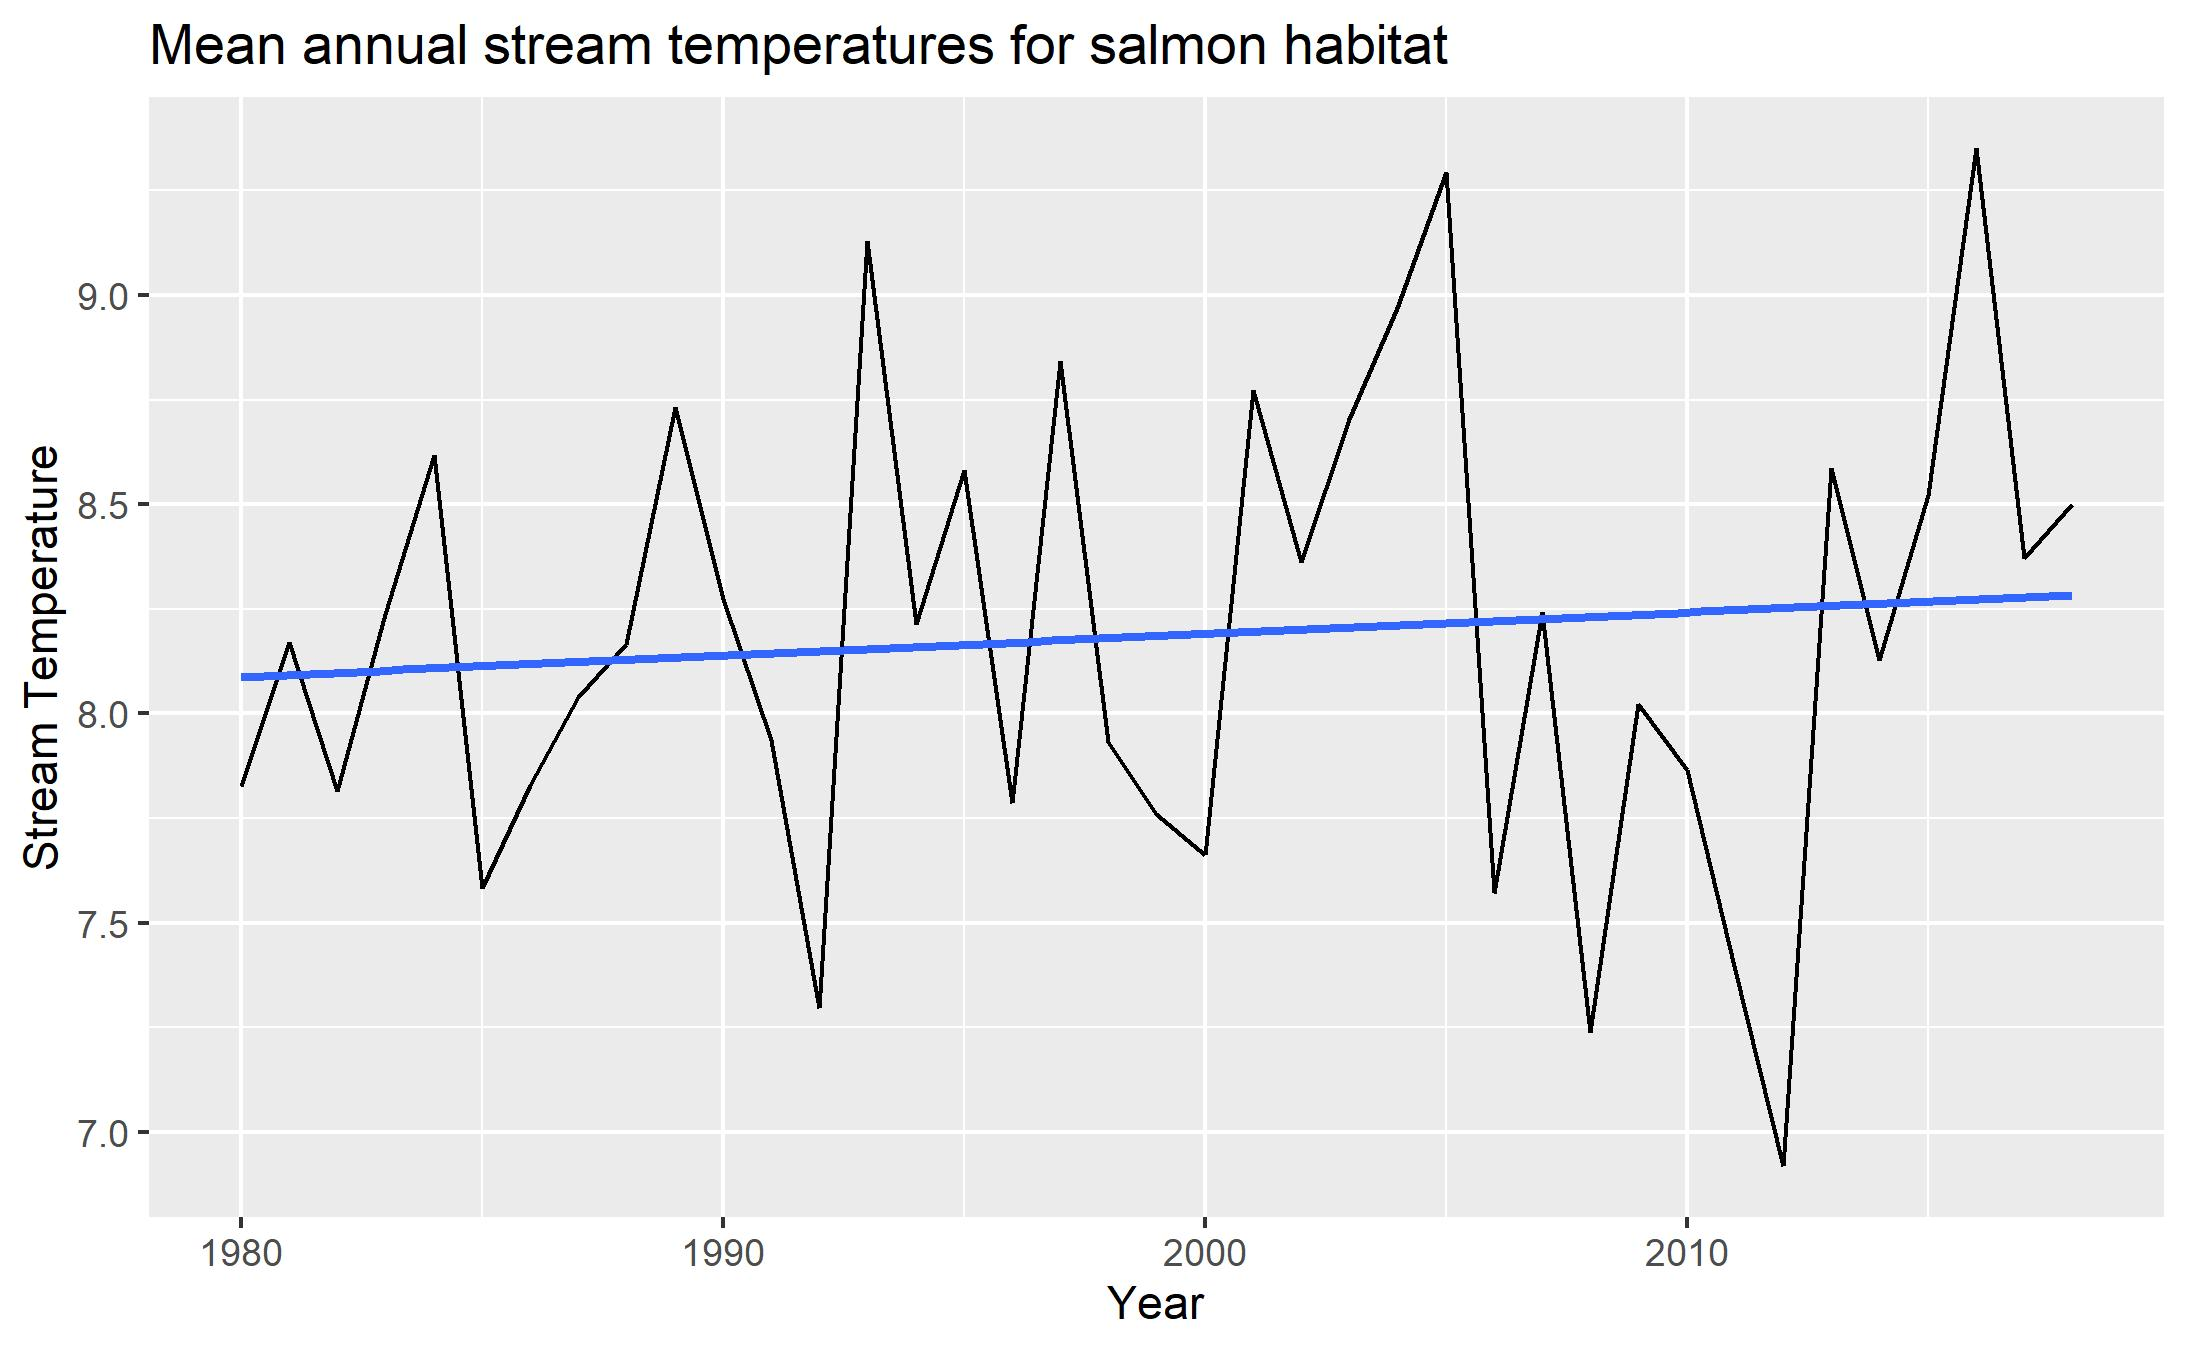 Mean annual stream temperatures for salmon habitat
Stream Temperature
9.0
8.5
8.0
7.5
7.0
1980 1990 2000 2010
Year